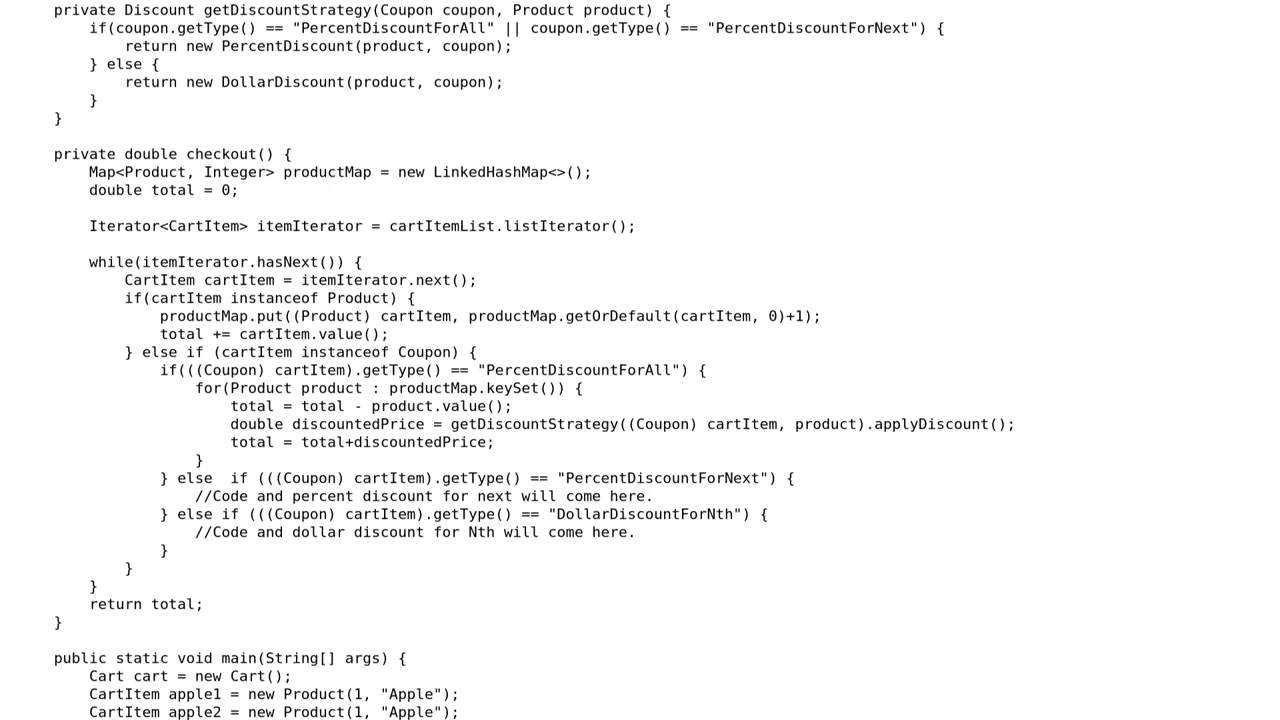 private Discount getDiscountStrategy(Coupon coupon, Product product) {
if(coupon.getType() == "PercentDiscountForAll" || coupon.getType() == "PercentDiscountForNext") {
return new PercentDiscount(product, coupon);
} else {
return new DollarDiscount(product, coupon);
}
}
private double checkout() {
Map<Product, Integer> productMap = new LinkedHashMap<>();
double total = 0;
Iterator<CartItem> itemIterator = cartItemList.listIterator();
while(itemIterator.hasNext()) {
CartItem cartItem = itemIterator.next();
if(cartItem instanceof Product) {
productMap.put((Product) cartItem, productMap.getOrDefault(cartItem, 0)+1);
total += cartItem.value();
} else if (cartItem instanceof Coupon) {
if(((Coupon) cartItem).getType() == "PercentDiscountForAll") {
for(Product product : productMap.keySet()) {
total = total - product.value();
double discountedPrice = getDiscountStrategy((Coupon) cartItem, product).applyDiscount();
total = total+discountedPrice;
}
} else  if (((Coupon) cartItem).getType() == "PercentDiscountForNext") {
//Code and percent discount for next will come here.
} else if (((Coupon) cartItem).getType() == "DollarDiscountForNth") {
//Code and dollar discount for Nth will come here.
}
}
}
return total;
}
public static void main(String[] args) {
Cart cart = new Cart();
CartItem apple1 = new Product(1, "Apple");
CartItem apple2 = new Product(1, "Apple");